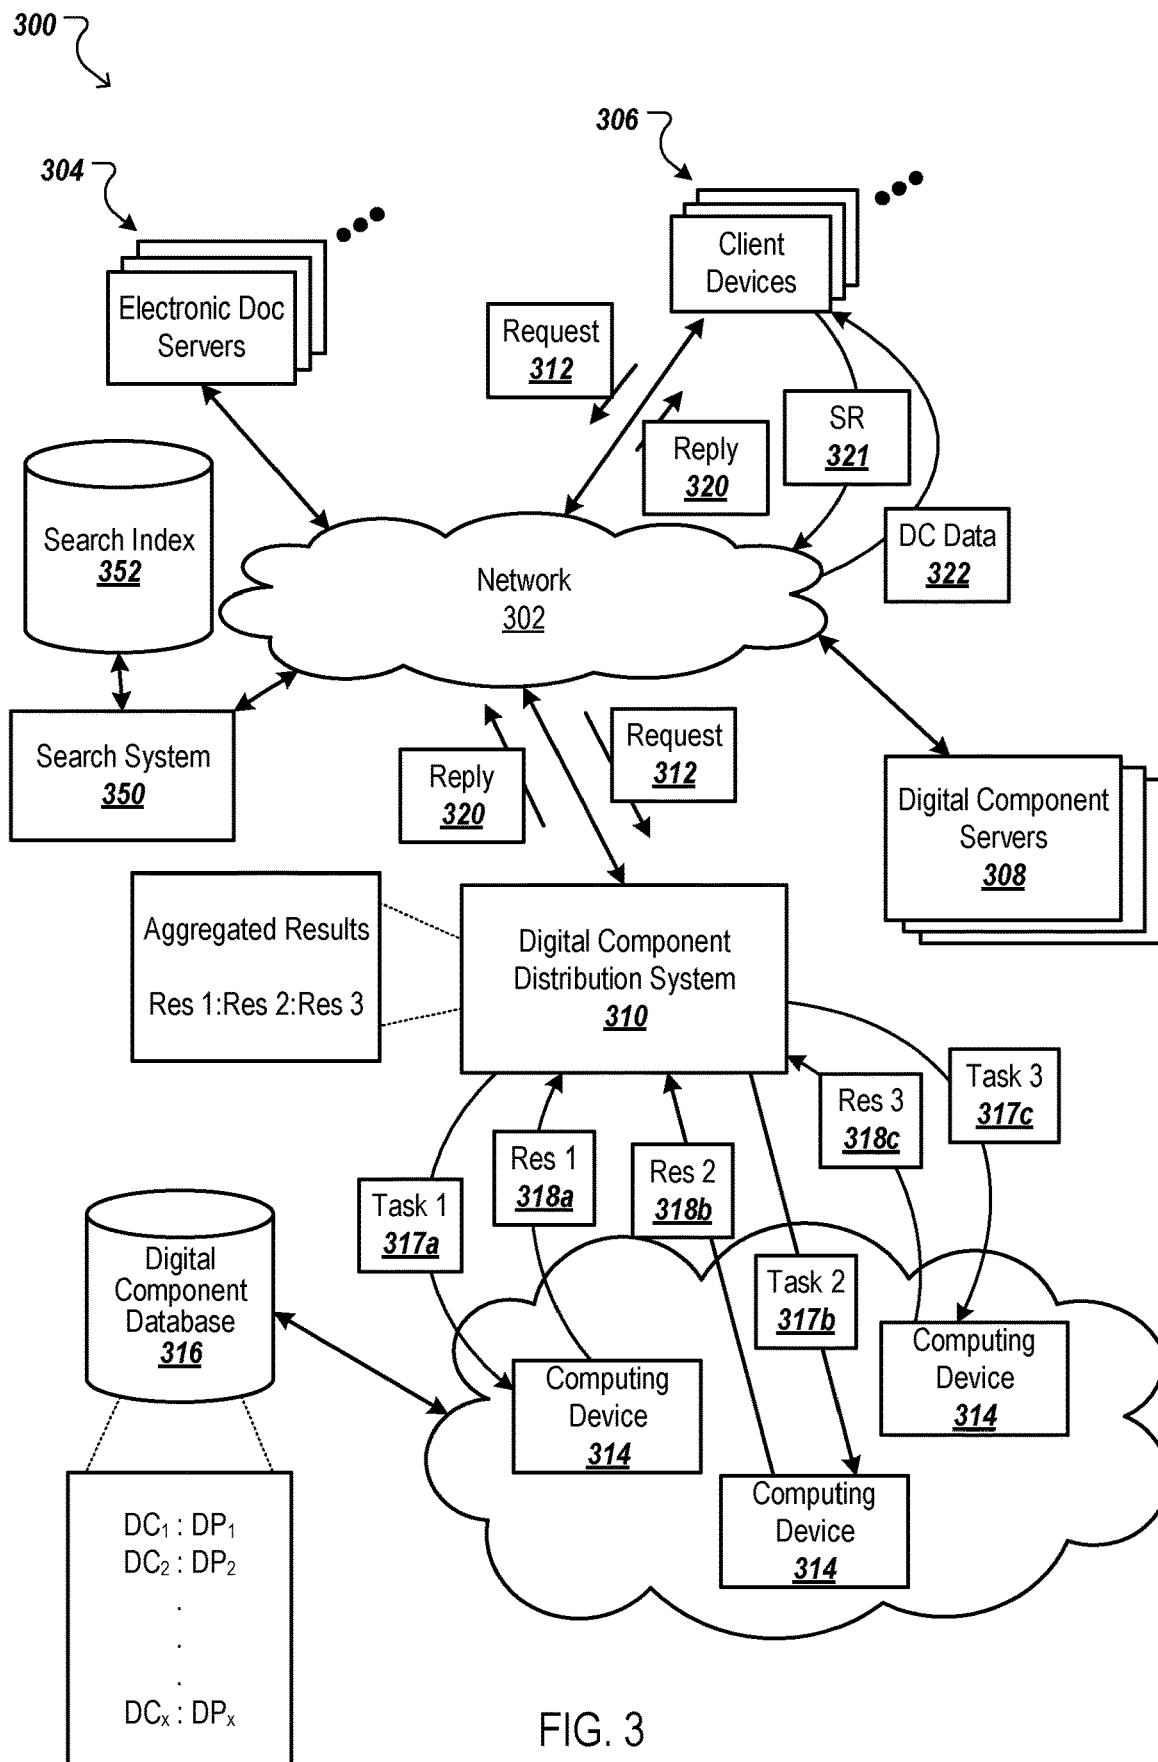 300
306
304
Client
Devices
Electronic Doc
Servers
Request
312
SR
321
Reply
320
Search Index
352
DC Data
322
Network
302
Search System
350
Request
312
Reply
320
Digital Component
Servers
308
Aggregated Results
Res 1:Res 2:Res 3
Digital Component
Distribution System
310
Task 3
317c
Res 3
318c
Res 1
318a
Res 2
318b
Task 1
317a
Digital
Component
Database
316
Task 2
317b
Computing
Device
314
Computing
Device
314
Computing
Device
314
DC₁ : DP₁
DC₂ : DP₂
.
.
.
DCₓ : DPₓ
FIG. 3